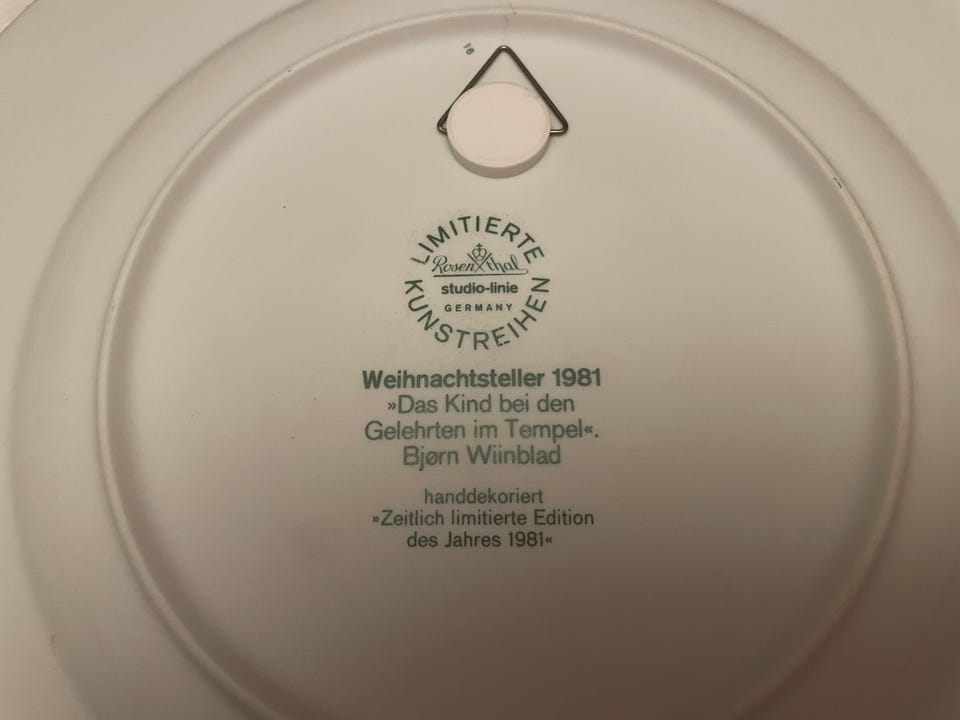 16
LIMITIERTE
Rosenthal
studio-linie
GERMANY
KUNSTREIHEN
Weihnachtsteller 1981
»Das Kind bei den
Gelehrten im Tempel«.
Bjørn Wiinblad
handdekoriert
»Zeitlich limitierte Edition
des Jahres 1981«